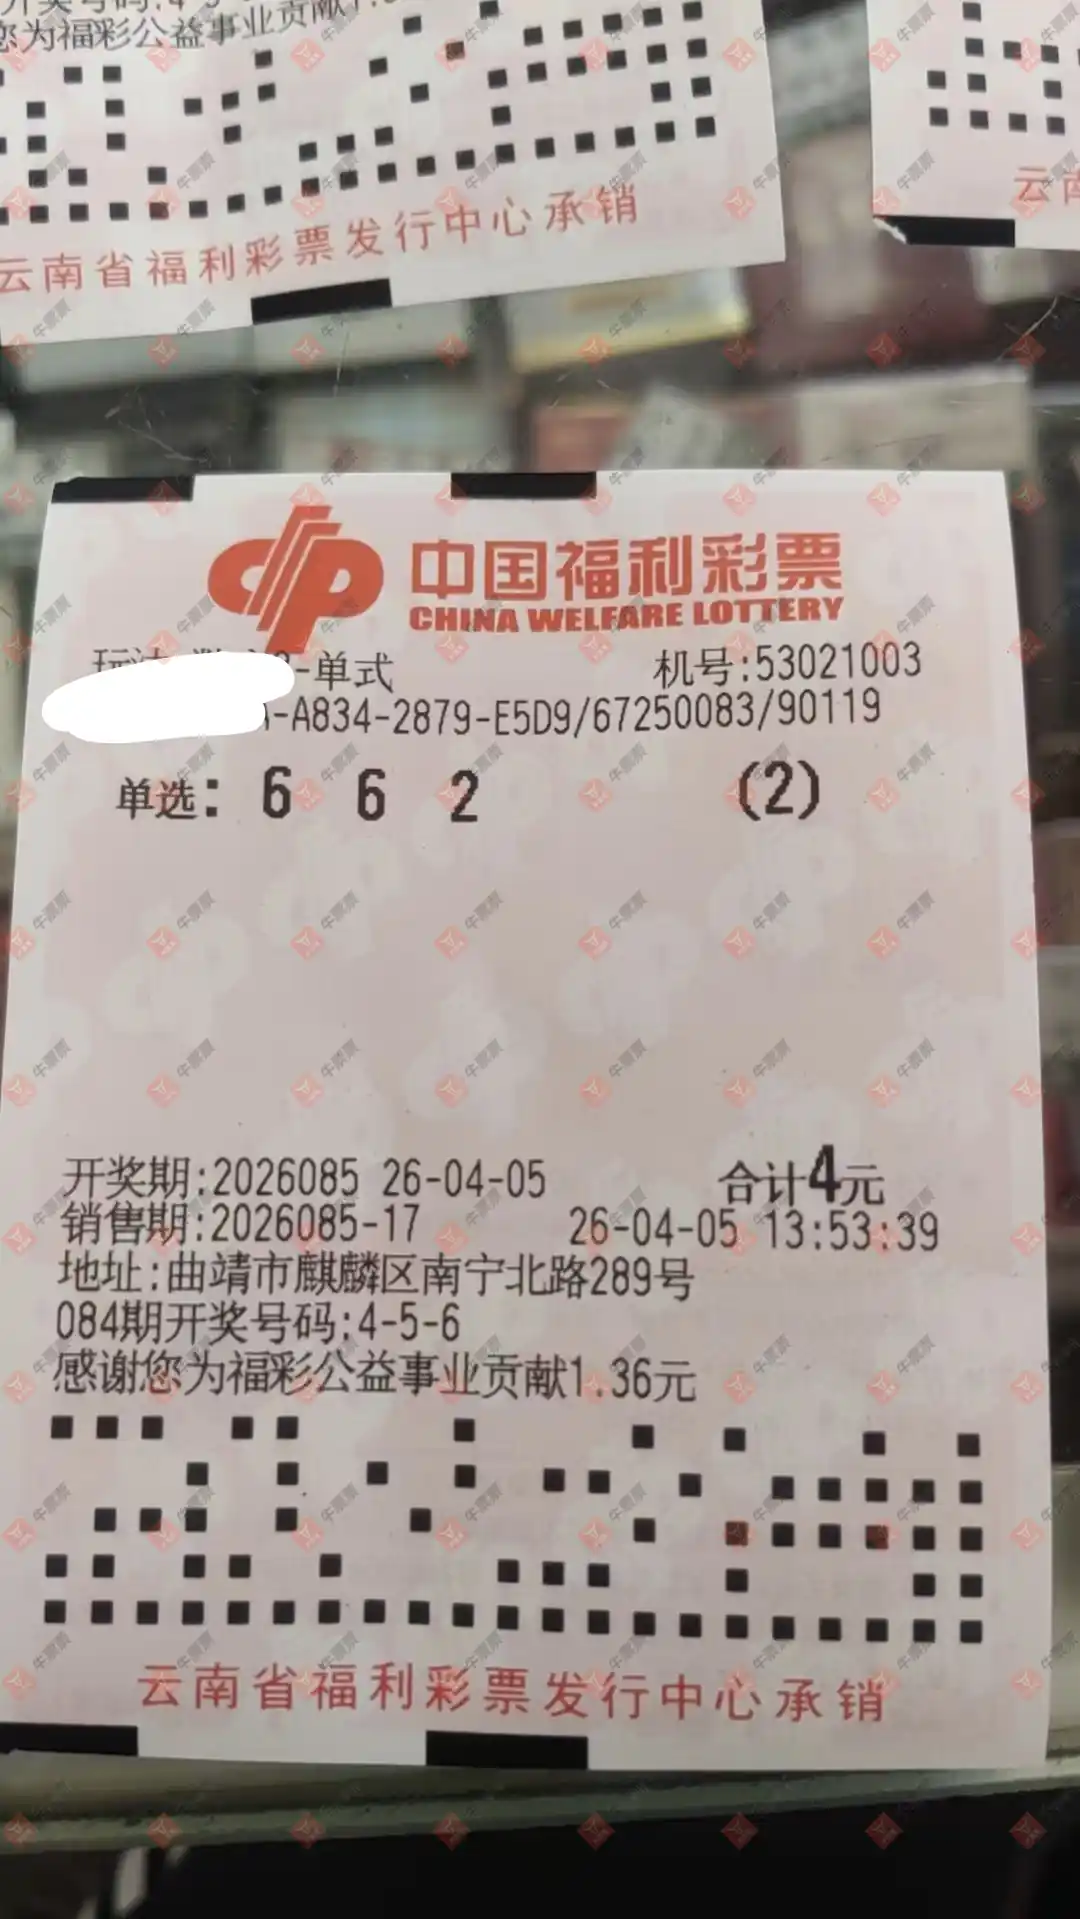 您为福彩公益事业贡献1.
云南省福利彩票发行中心承销
云南
中国福利彩票
CHINA WELFARE LOTTERY
-单式
机号:53021003
-A834-2879-E5D9/67250083/90119
单选: 6 6 2 (2)
开奖期:2026085 26-04-05 合计4元
销售期:2026085-17 26-04-05 13:53:39
地址:曲靖市麒麟区南宁北路289号
084期开奖号码:4-5-6
感谢您为福彩公益事业贡献1.36元
云南省福利彩票发行中心承销
牛票票